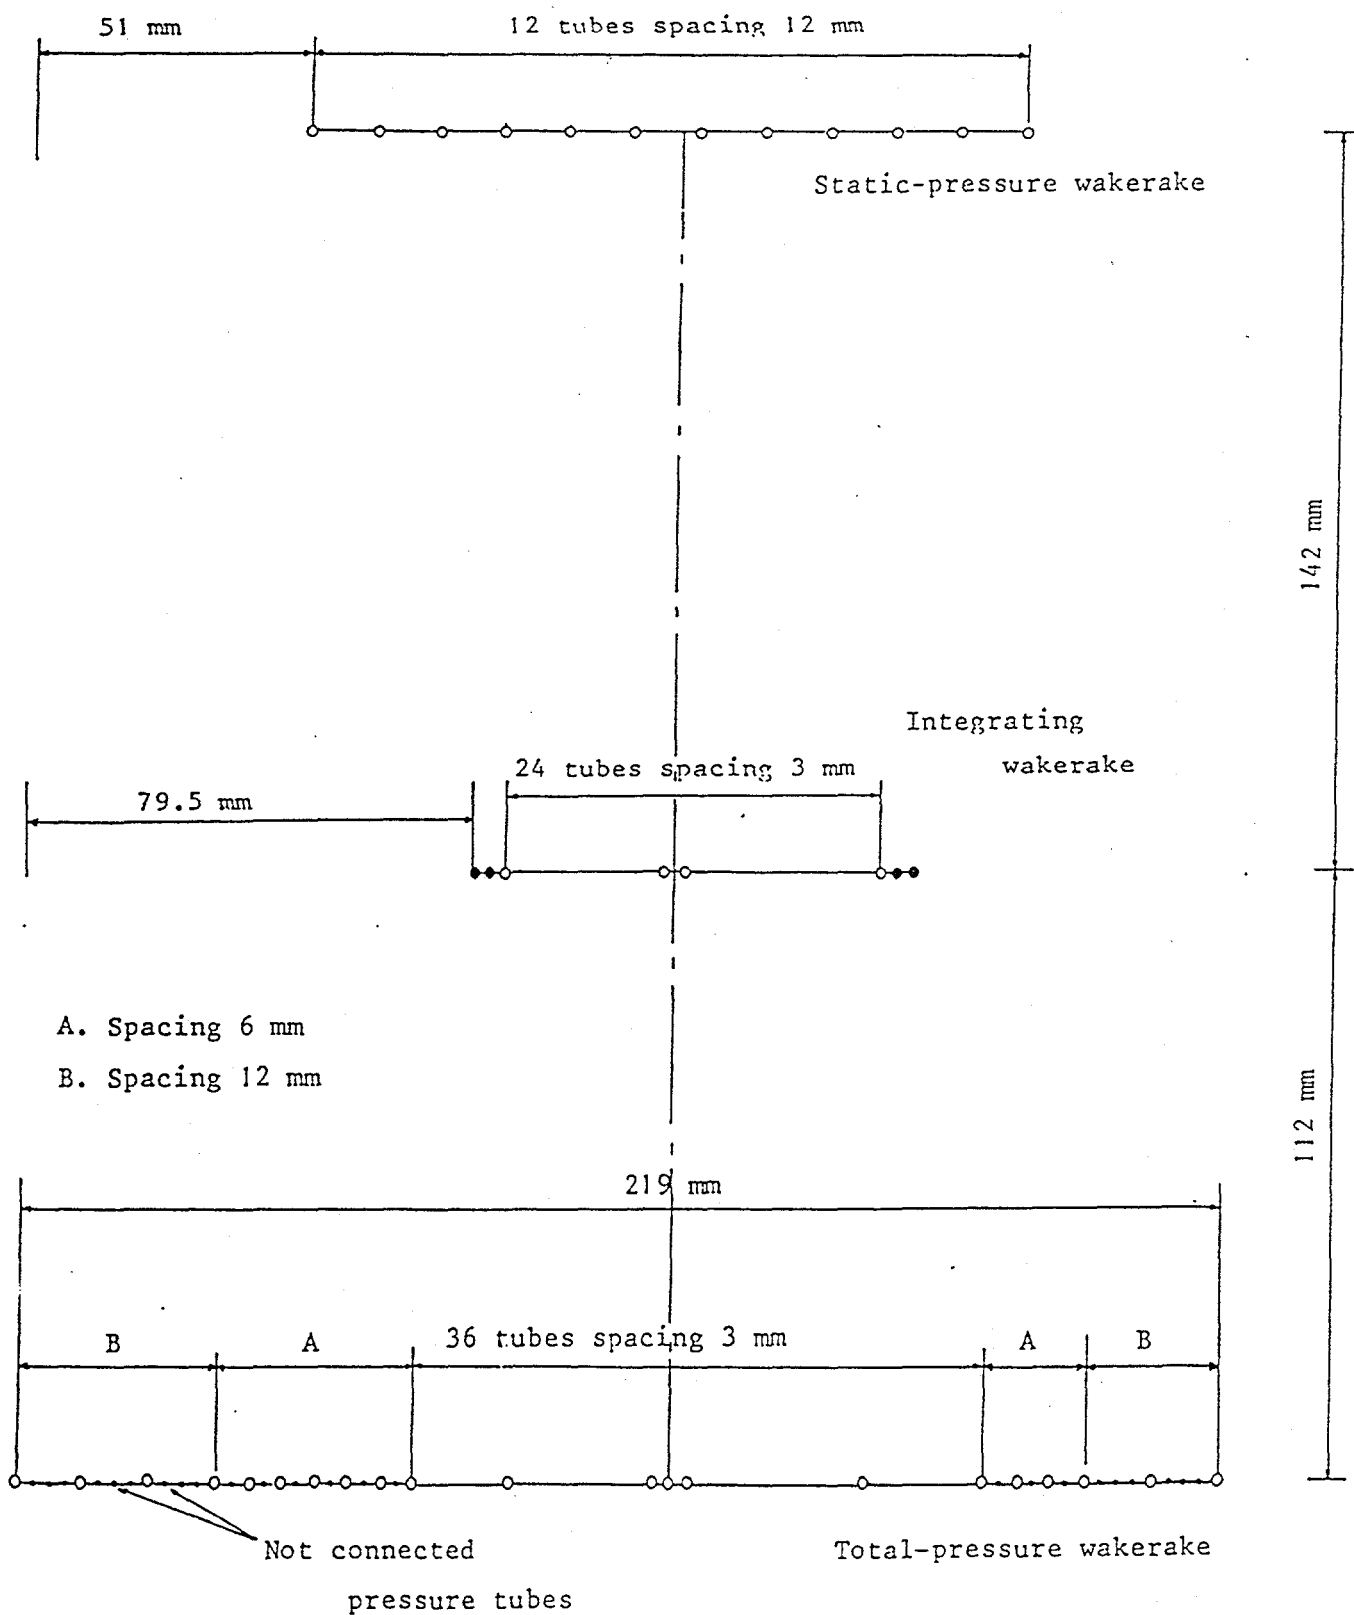 51 mm
12 tubes spacing 12 mm
Static-pressure wakerake
142 mm
Integrating
wakerake
24 tubes spacing 3 mm
79.5 mm
A. Spacing 6 mm
B. Spacing 12 mm
112 mm
219 mm
B
A
36 tubes spacing 3 mm
A
B
Not connected
pressure tubes
Total-pressure wakerake